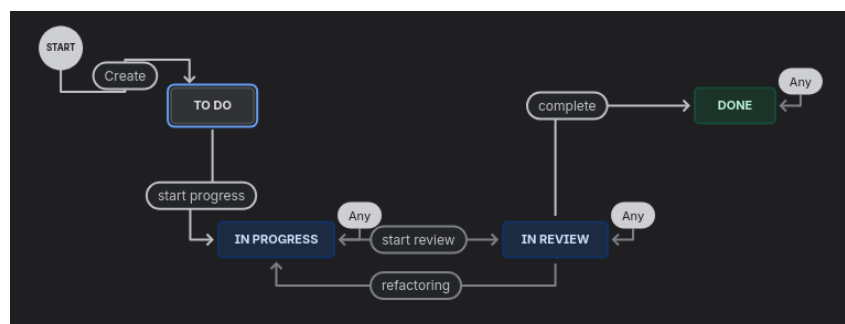 START
Create
TO DO
complete
DONE
Any
start progress
IN PROGRESS
Any
start review
IN REVIEW
Any
refactoring